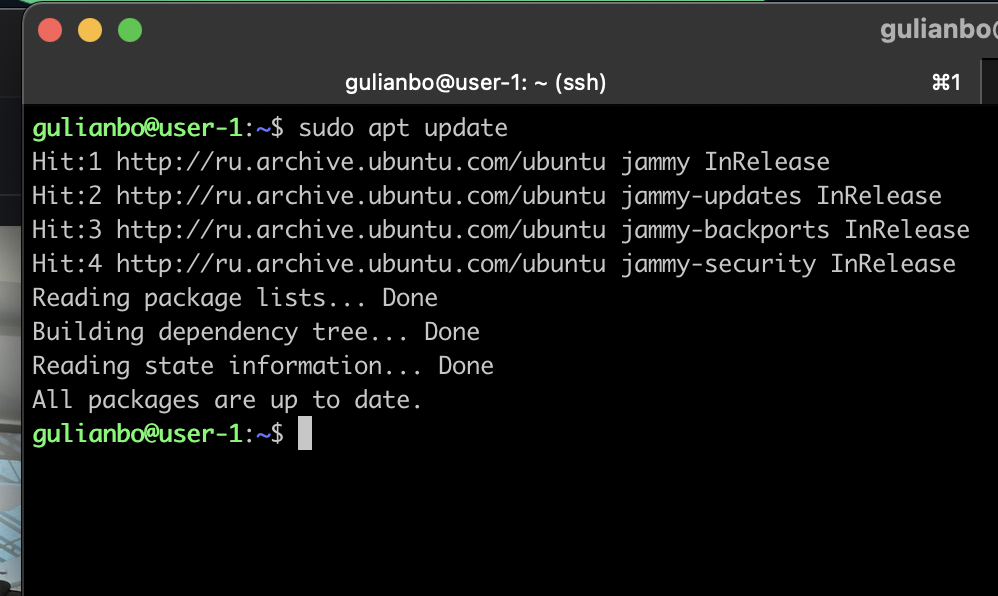 gulianbo@
gulianbo@user-1: ~ (ssh) ⌘1
gulianbo@user-1:~$ sudo apt update
Hit:1 http://ru.archive.ubuntu.com/ubuntu jammy InRelease
Hit:2 http://ru.archive.ubuntu.com/ubuntu jammy-updates InRelease
Hit:3 http://ru.archive.ubuntu.com/ubuntu jammy-backports InRelease
Hit:4 http://ru.archive.ubuntu.com/ubuntu jammy-security InRelease
Reading package lists... Done
Building dependency tree... Done
Reading state information... Done
All packages are up to date.
gulianbo@user-1:~$